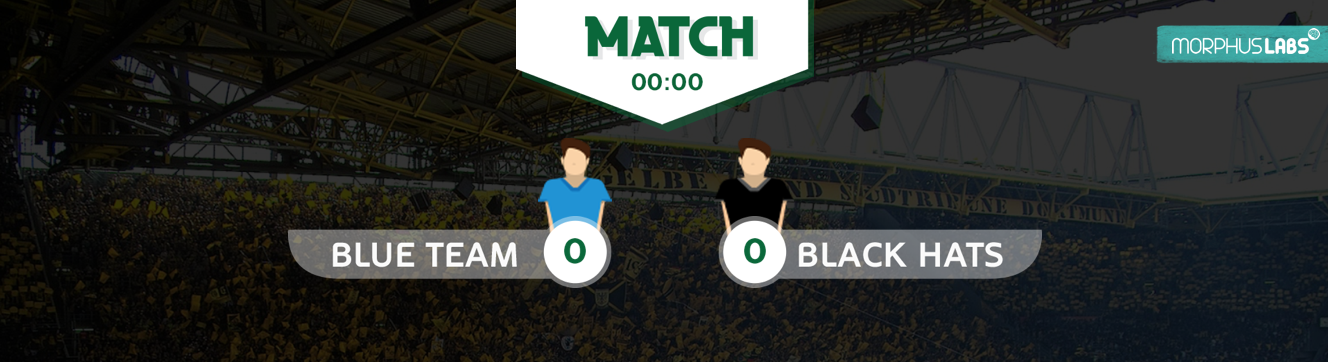 MATCH
00:00
MORPHUSLABS
BLUE TEAM 0
0 BLACK HATS